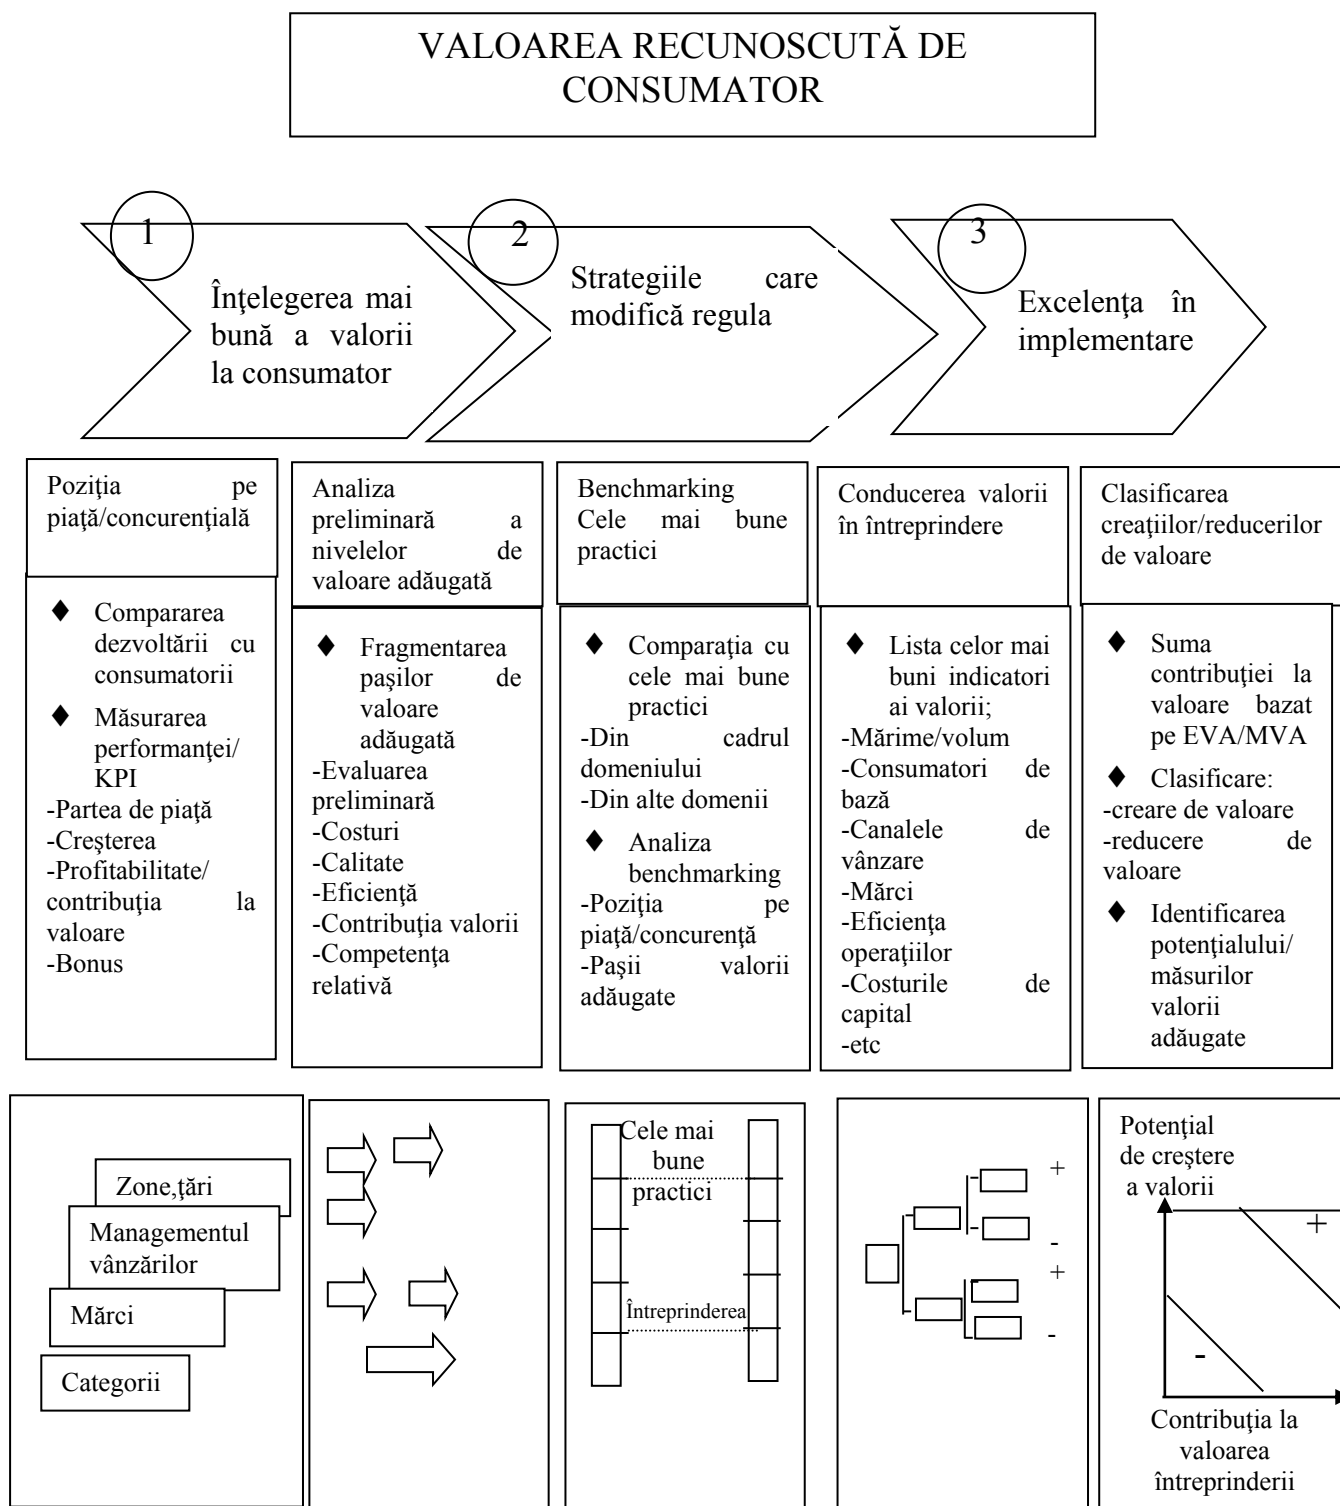 VALOAREA RECUNOSCUTĂ DE
CONSUMATOR
1
Înţelegerea mai
bună a valorii
la consumator
2
Strategiile care
modifică regula
3
Excelenţa în
implementare
Poziţia pe
piaţă/concurenţială
Analiza
preliminară a
nivelelor de
valoare adăugată
Benchmarking
Cele mai bune
practici
Conducerea valorii
în întreprindere
Clasificarea
creaţiilor/reducerilor
de valoare
♦ Compararea
dezvoltării cu
consumatorii
♦ Măsurarea
performanţei/
KPI
-Partea de piaţă
-Creşterea
-Profitabilitate/
contribuţia la
valoare
-Bonus
♦ Fragmentarea
paşilor de
valoare
adăugată
-Evaluarea
preliminară
-Costuri
-Calitate
-Eficienţă
-Contribuţia valorii
-Competenţa
relativă
♦ Comparaţia cu
cele mai bune
practici
-Din cadrul
domeniului
-Din alte domenii
♦ Analiza
benchmarking
-Poziţia pe
piaţă/concurenţă
-Paşii valorii
adăugate
♦ Lista celor mai
buni indicatori
ai valorii;
-Mărime/volum
-Consumatori de
bază
-Canalele de
vânzare
-Mărci
-Eficienţa
operaţiilor
-Costurile de
capital
-etc
♦ Suma
contribuţiei la
valoare bazat
pe EVA/MVA
♦ Clasificare:
-creare de valoare
-reducere de
valoare
♦ Identificarea
potenţialului/
măsurilor
valorii
adăugate
Zone,ţări
Managementul
vânzărilor
Mărci
Categorii
Cele mai
bune
practici
Întreprinderea
+
-
+
-
Potenţial
de creştere
a valorii
+
-
Contribuţia la
valoarea
întreprinderii